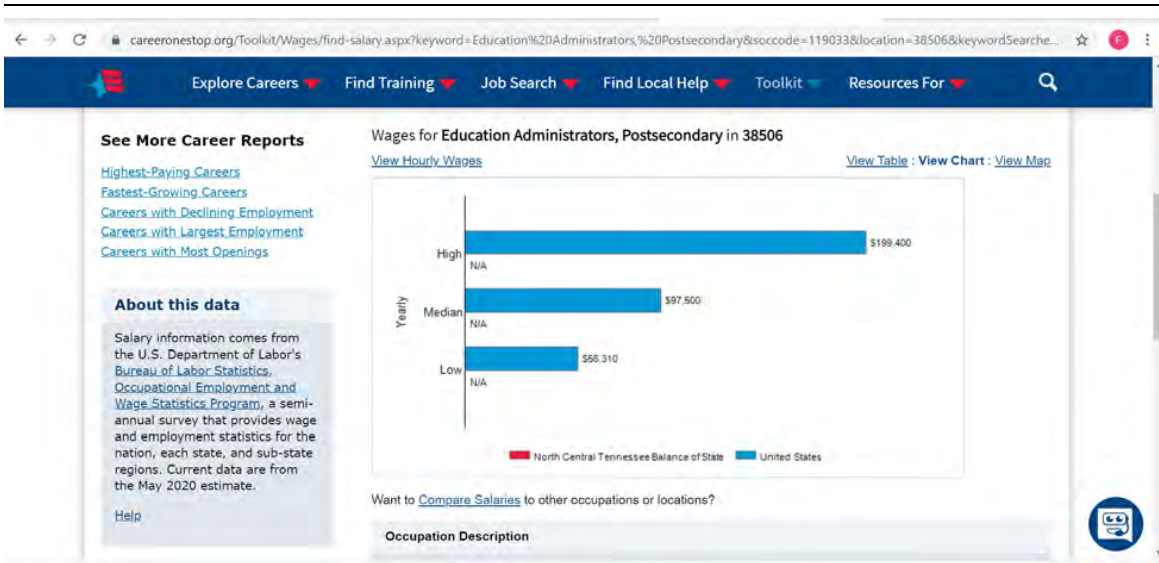 careeronestop.org/Toolkit/Wages/find-salary.aspx?keyword=Education%20Administrators,%20Postsecondary&soccode=119033&location=38506&keywordSearche...
Explore Careers Find Training Job Search Find Local Help Toolkit Resources For
See More Career Reports
Highest-Paying Careers
Fastest-Growing Careers
Careers with Declining Employment
Careers with Largest Employment
Careers with Most Openings
About this data
Salary information comes from
the U.S. Department of Labor's
Bureau of Labor Statistics,
Occupational Employment and
Wage Statistics Program, a semi-
annual survey that provides wage
and employment statistics for the
nation, each state, and sub-state
regions. Current data are from
the May 2020 estimate.
Help
Wages for Education Administrators, Postsecondary in 38506
View Hourly Wages
View Table : View Chart : View Map
Yearly
High
$199,400
N/A
Median
$97,500
N/A
Low
N/A
North Central Tennessee Balance of State United States
Want to Compare Salaries to other occupations or locations?
Occupation Description